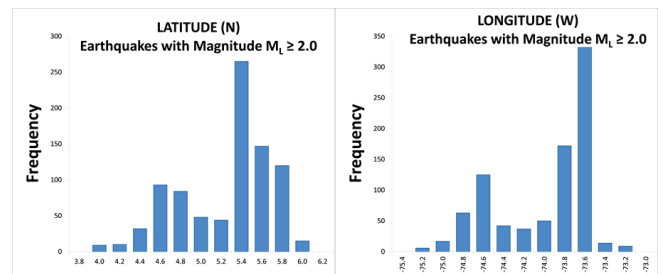 LATITUDE (N)
Earthquakes with Magnitude ML ≥ 2.0
Frequency
300
250
200
150
100
50
0
3.8 4.0 4.2 4.4 4.6 4.8 5.0 5.2 5.4 5.6 5.8 6.0 6.2
LONGITUDE (W)
Earthquakes with Magnitude ML ≥ 2.0
Frequency
350
300
250
200
150
100
50
0
-75.4 -75.2 -75.0 -74.8 -74.6 -74.4 -74.2 -74.0 -73.8 -73.6 -73.4 -73.2 -73.0